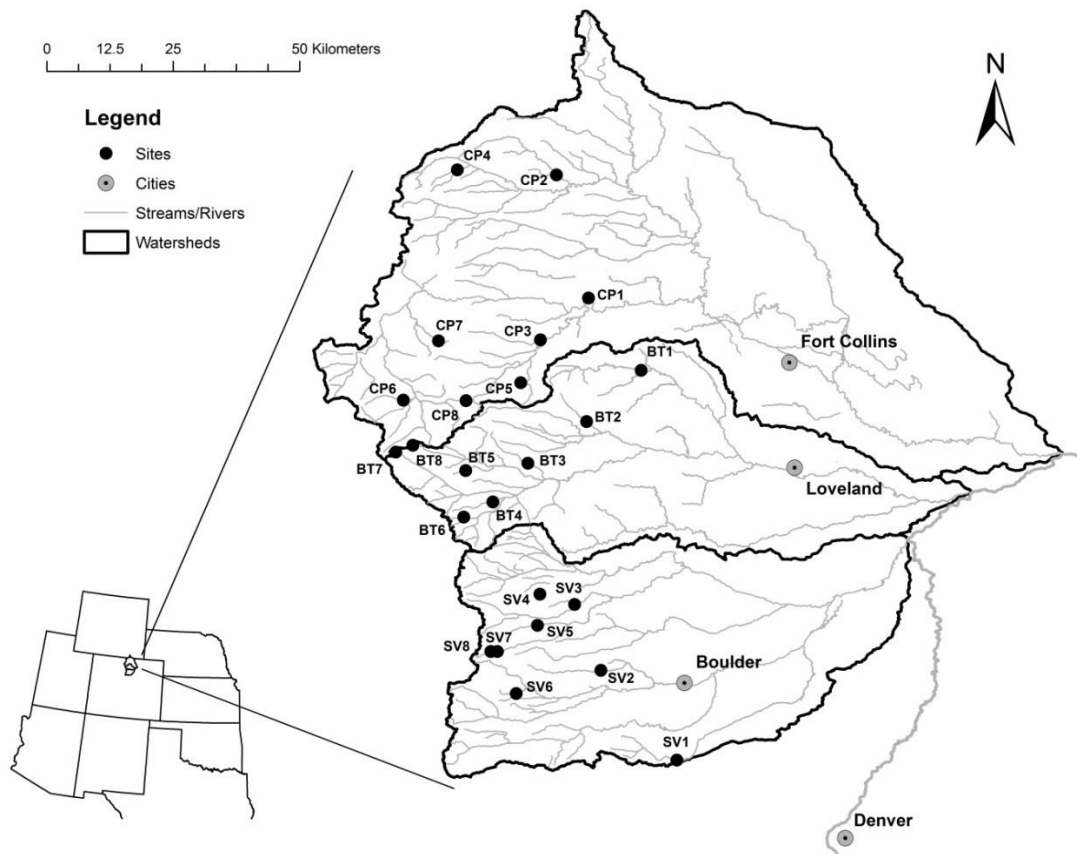 0 12.5 25 50 Kilometers
N
Legend
Sites
Cities
Streams/Rivers
Watersheds
CP4
CP2
CP1
CP7
CP3
Fort Collins
BT1
CP5
CP6
CP8
BT2
BT8
BT5
BT3
BT7
Loveland
BT4
BT6
SV3
SV4
SV5
SV7
SV8
Boulder
SV2
SV6
SV1
Denver